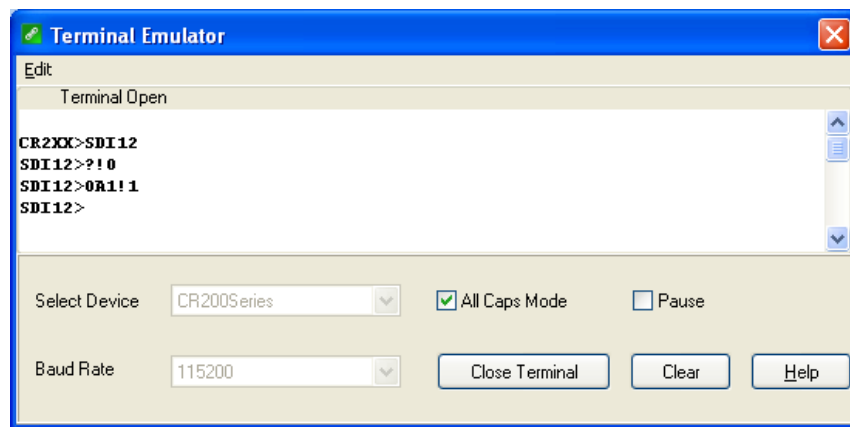 Terminal Emulator
Edit
Terminal Open
CR2XX>SDI12
SDI12>?!0
SDI12>0A1!1
SDI12>
Select Device
CR200Series
All Caps Mode
Pause
Baud Rate
115200
Close Terminal
Clear
Help